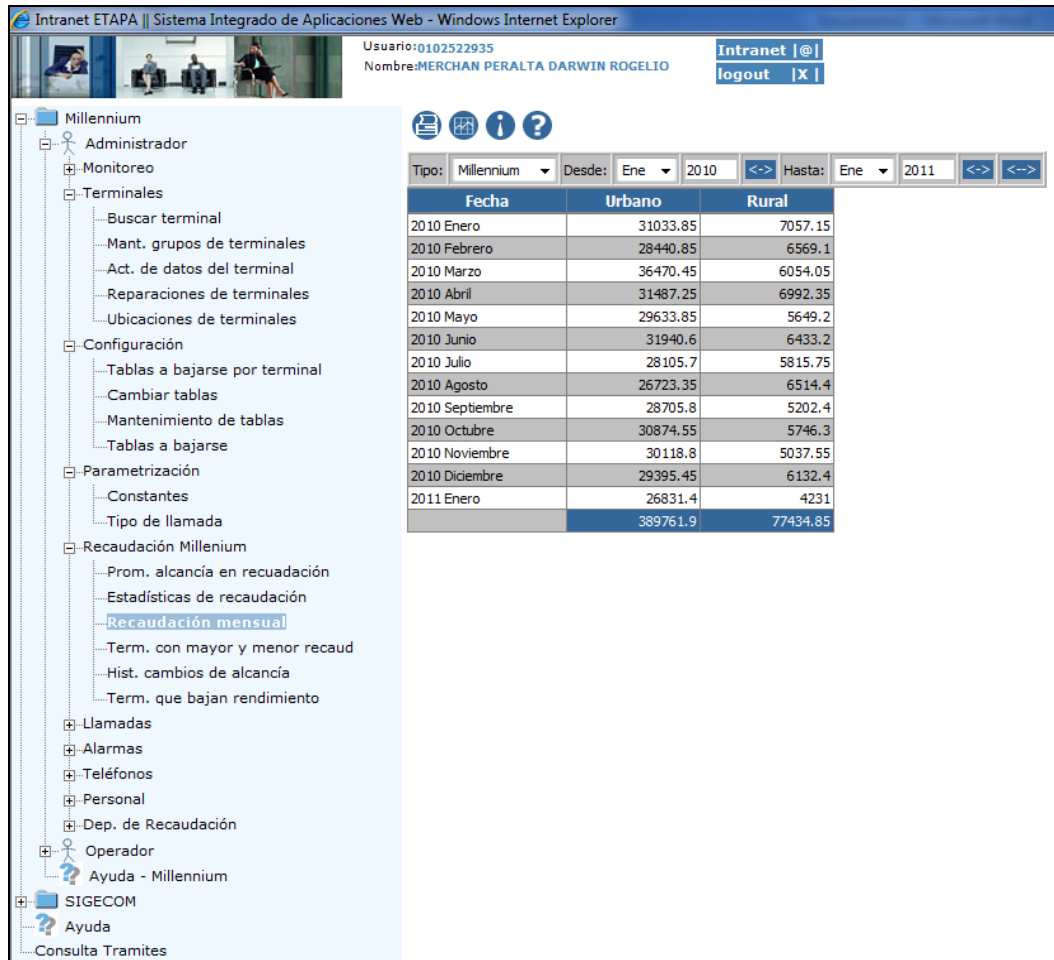 Intranet ETAPA || Sistema Integrado de Aplicaciones Web - Windows Internet Explorer
Usuario:0102522935
Nombre:MERCHAN PERALTA DARWIN ROGELIO
Intranet |@|
logout |X |
Millennium
Administrador
Monitoreo
Terminales
Buscar terminal
Mant. grupos de terminales
Act. de datos del terminal
Reparaciones de terminales
Ubicaciones de terminales
Configuración
Tablas a bajarse por terminal
Cambiar tablas
Mantenimiento de tablas
Tablas a bajarse
Parametrización
Constantes
Tipo de llamada
Recaudación Millenium
Prom. alcancía en recuadación
Estadísticas de recaudación
Recaudación mensual
Term. con mayor y menor recaud
Hist. cambios de alcancía
Term. que bajan rendimiento
Llamadas
Alarmas
Teléfonos
Personal
Dep. de Recaudación
Operador
Ayuda - Millennium
SIGECOM
Ayuda
Consulta Tramites
Tipo: Millennium Desde: Ene 2010 <-> Hasta: Ene 2011 <-> <-->
Fecha Urbano Rural
2010 Enero 31033.85 7057.15
2010 Febrero 28440.85 6569.1
2010 Marzo 36470.45 6054.05
2010 Abril 31487.25 6992.35
2010 Mayo 29633.85 5649.2
2010 Junio 31940.6 6433.2
2010 Julio 28105.7 5815.75
2010 Agosto 26723.35 6514.4
2010 Septiembre 28705.8 5202.4
2010 Octubre 30874.55 5746.3
2010 Noviembre 30118.8 5037.55
2010 Diciembre 29395.45 6132.4
2011 Enero 26831.4 4231
389761.9 77434.85